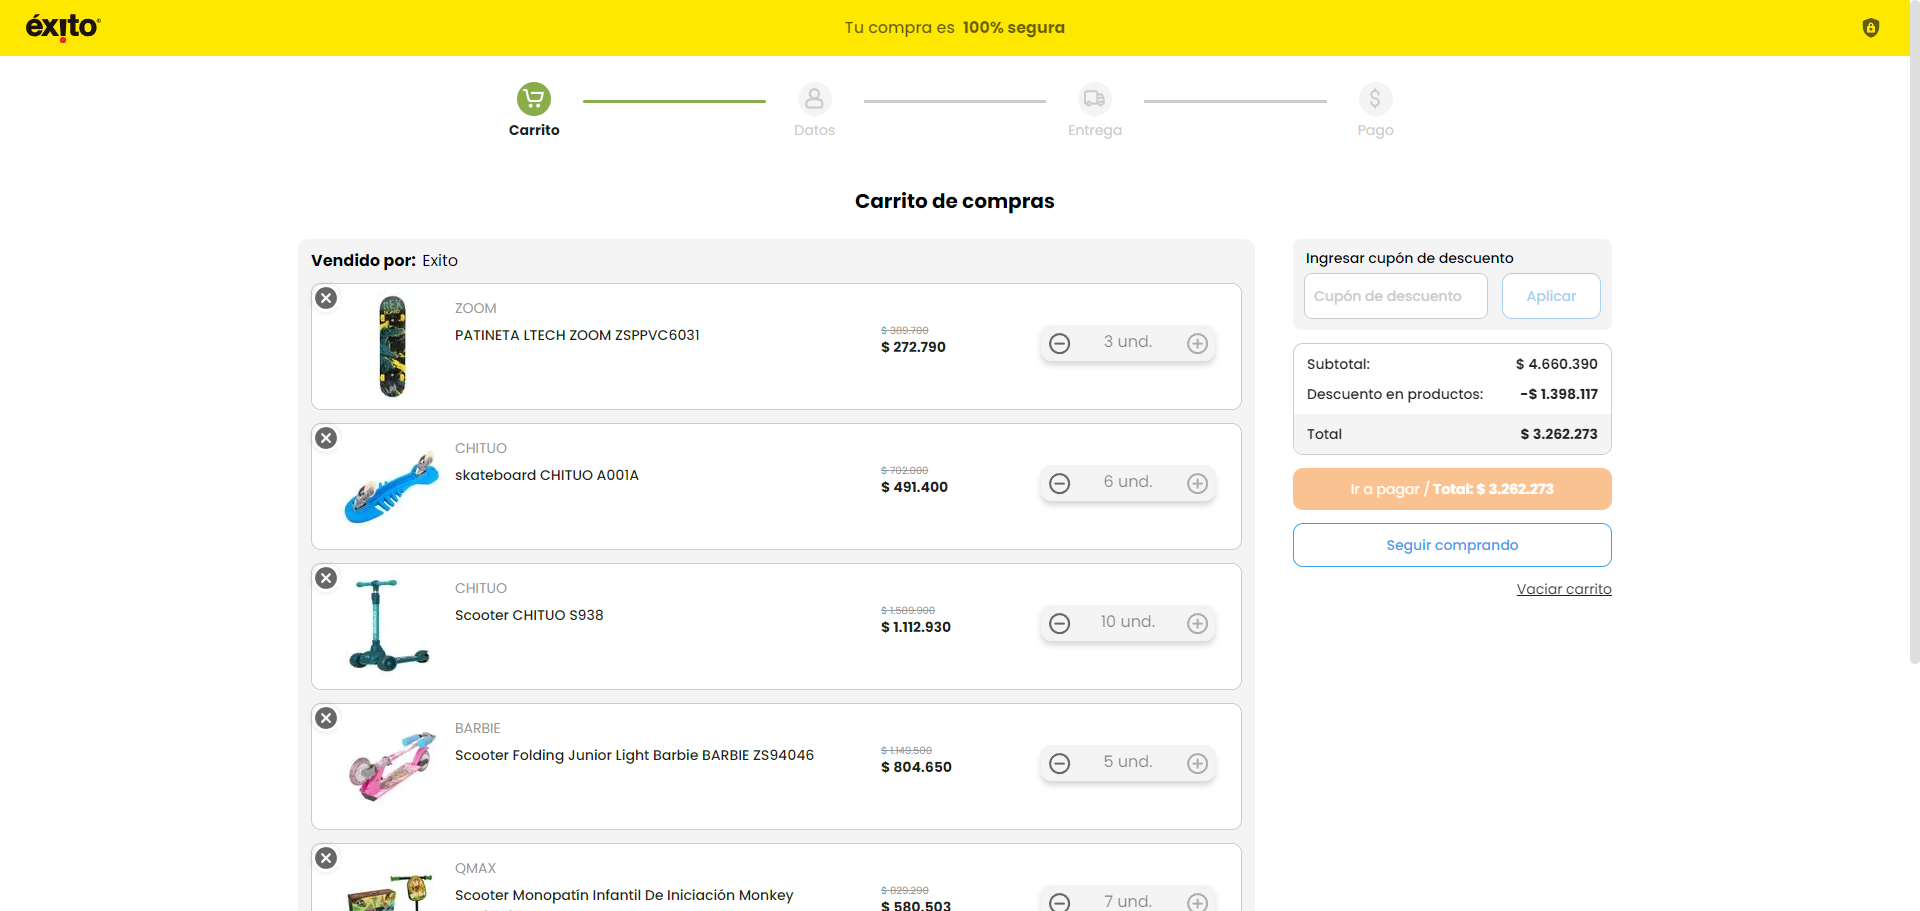 éxito
Tu compra es 100% segura
Carrito
Datos
Entrega
Pago
Carrito de compras
Vendido por: Exito
ZOOM
PATINETA LTECH ZOOM ZSPPVC6031
$ 389.700
$ 272.790
3 und.
CHITUO
skateboard CHITUO A001A
$ 702.000
$ 491.400
6 und.
CHITUO
Scooter CHITUO S938
$ 1.589.900
$ 1.112.930
10 und.
BARBIE
Scooter Folding Junior Light Barbie BARBIE ZS94046
$ 1.149.500
$ 804.650
5 und.
QMAX
Scooter Monopatín Infantil De Iniciación Monkey
$ 829.290
$ 580.503
7 und.
Ingresar cupón de descuento
Cupón de descuento
Aplicar
Subtotal: $ 4.660.390
Descuento en productos: -$ 1.398.117
Total $ 3.262.273
Ir a pagar / Total: $ 3.262.273
Seguir comprando
Vaciar carrito